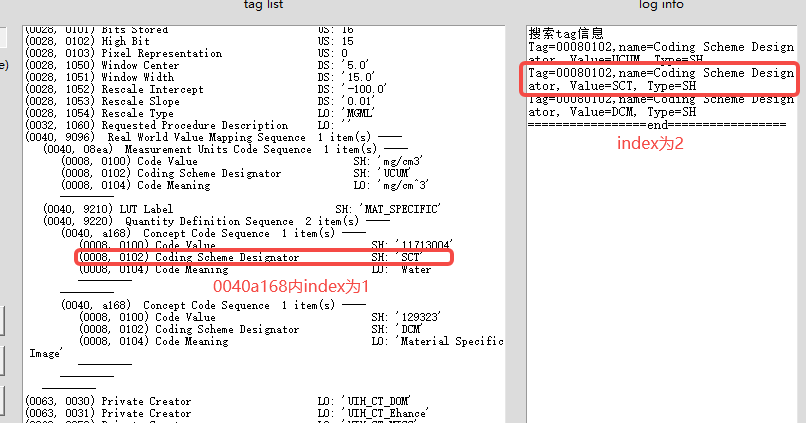 tag list
log info
(0028, 0101) Bits Stored US: 16
(0028, 0102) High Bit US: 15
(0028, 0103) Pixel Representation US: 0
(0028, 1050) Window Center DS: '5.0'
(0028, 1051) Window Width DS: '15.0'
(0028, 1052) Rescale Intercept DS: '-100.0'
(0028, 1053) Rescale Slope DS: '0.01'
(0028, 1054) Rescale Type LO: 'MGML'
(0032, 1060) Requested Procedure Description LO: ''
(0040, 9096) Real World Value Mapping Sequence 1 item(s) ----
(0040, 08ea) Measurement Units Code Sequence 1 item(s) ----
(0008, 0100) Code Value SH: 'mg/cm3'
(0008, 0102) Coding Scheme Designator SH: 'UCUM'
(0008, 0104) Code Meaning LO: 'mg/cm^3'
---------
(0040, 9210) LUT Label SH: 'MAT_SPECIFIC'
(0040, 9220) Quantity Definition Sequence 2 item(s) ----
(0040, a168) Concept Code Sequence 1 item(s) ----
(0008, 0100) Code Value SH: '11713004'
(0008, 0102) Coding Scheme Designator SH: 'SCT'
(0008, 0104) Code Meaning LO: 'Water'
0040a168内index为1
---------
---------
(0040, a168) Concept Code Sequence 1 item(s) ----
(0008, 0100) Code Value SH: '129323'
(0008, 0102) Coding Scheme Designator SH: 'DCM'
(0008, 0104) Code Meaning LO: 'Material Specific
Image'
---------
---------
---------
(0063, 0030) Private Creator LO: 'UIH_CT_DOM'
(0063, 0031) Private Creator LO: 'UIH_CT_Ehance'
搜索tag信息
Tag=00080102,name=Coding Scheme Design
ator, Value=UCUM, Type=SH
Tag=00080102,name=Coding Scheme Design
ator, Value=SCT, Type=SH
Tag=00080102,name=Coding Scheme Design
ator, Value=DCM, Type=SH
==================end=================
index为2
e)